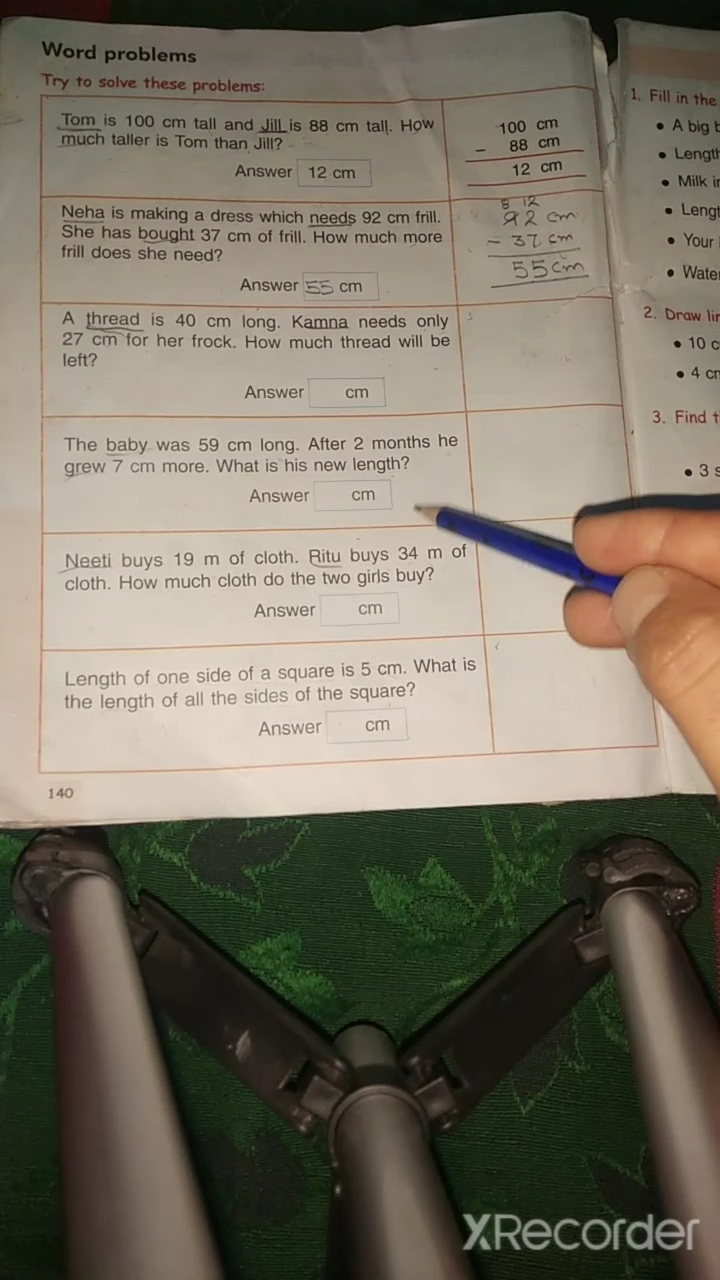 Word problems
Try to solve these problems:
Tom is 100 cm tall and Jill is 88 cm tall. How
much taller is Tom than Jill?
Answer 12 cm
100 cm
- 88 cm
12 cm
Neha is making a dress which needs 92 cm frill.
She has bought 37 cm of frill. How much more
frill does she need?
Answer 55 cm
8 12
92 cm
- 37 cm
55 cm
A thread is 40 cm long. Kamna needs only
27 cm for her frock. How much thread will be
left?
Answer cm
The baby was 59 cm long. After 2 months he
grew 7 cm more. What is his new length?
Answer cm
Neeti buys 19 m of cloth. Ritu buys 34 m of
cloth. How much cloth do the two girls buy?
Answer cm
Length of one side of a square is 5 cm. What is
the length of all the sides of the square?
Answer cm
140
1. Fill in the
• A big
• Length
• Milk
• Your
2. Draw
• 10
• 4
3. Find
• 3
XRecorder